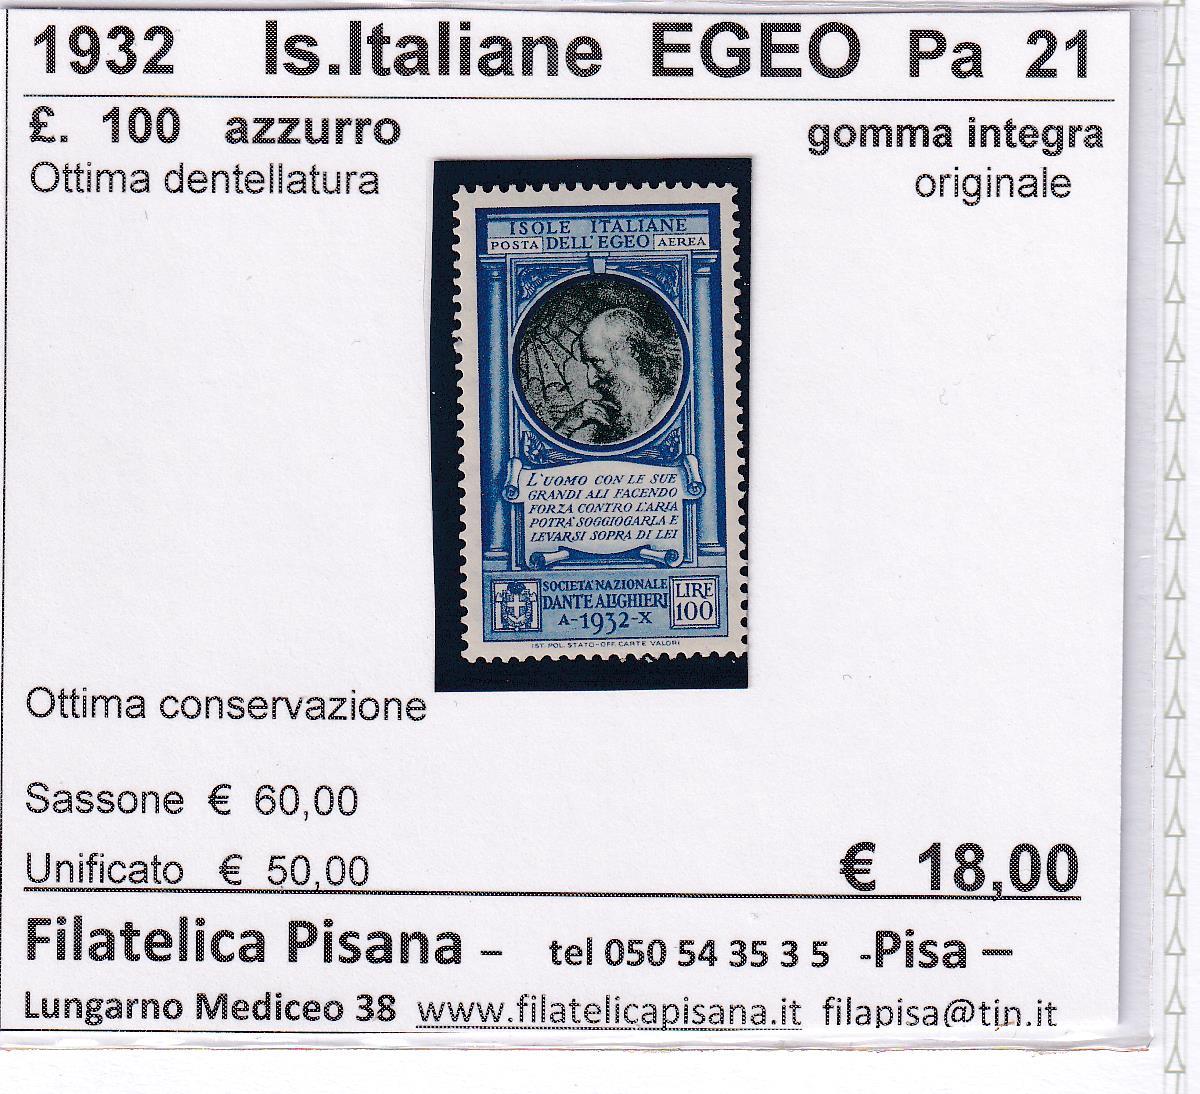 1932 Is.Italiane EGEO Pa 21
£. 100 azzurro gomma integra
Ottima dentellatura originale
ISOLE ITALIANE
POSTA DELL'EGEO AEREA
L'UOMO CON LE SUE
GRANDI ALI FACENDO
FORZA CONTRO L'ARIA
POTRA' SOGGIOGARLA E
LEVARSI SOPRA DI LEI
SOCIETA' NAZIONALE
DANTE ALIGHIERI
A-1932-X
LIRE
100
IST. POL. STATO-OFF. CARTE VALORI
Ottima conservazione
Sassone € 60,00
Unificato € 50,00 € 18,00
Filatelica Pisana – tel 050 54 35 3 5 -Pisa –
Lungarno Mediceo 38 www.filatelicapisana.it filapisa@tin.it